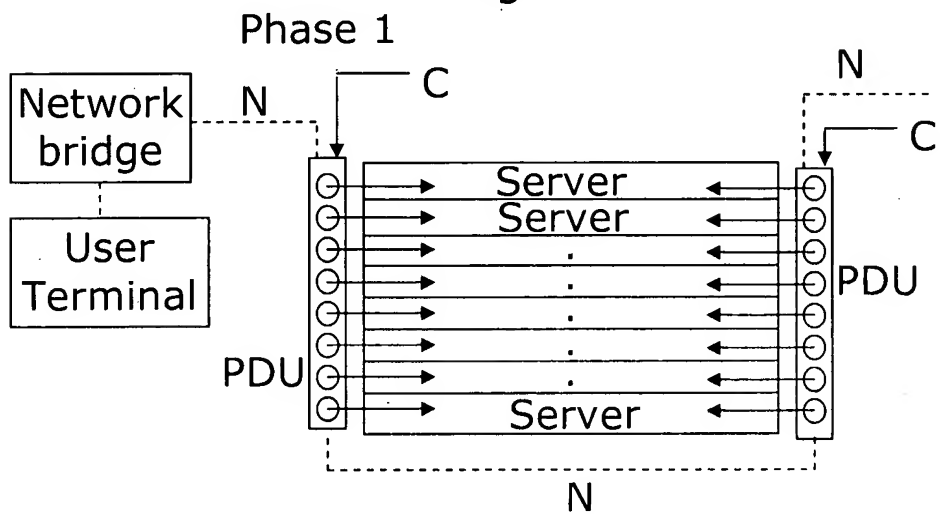 Phase 1
N
C
Network
bridge
N
C
Server
Server
User
Terminal
PDU
PDU
Server
N